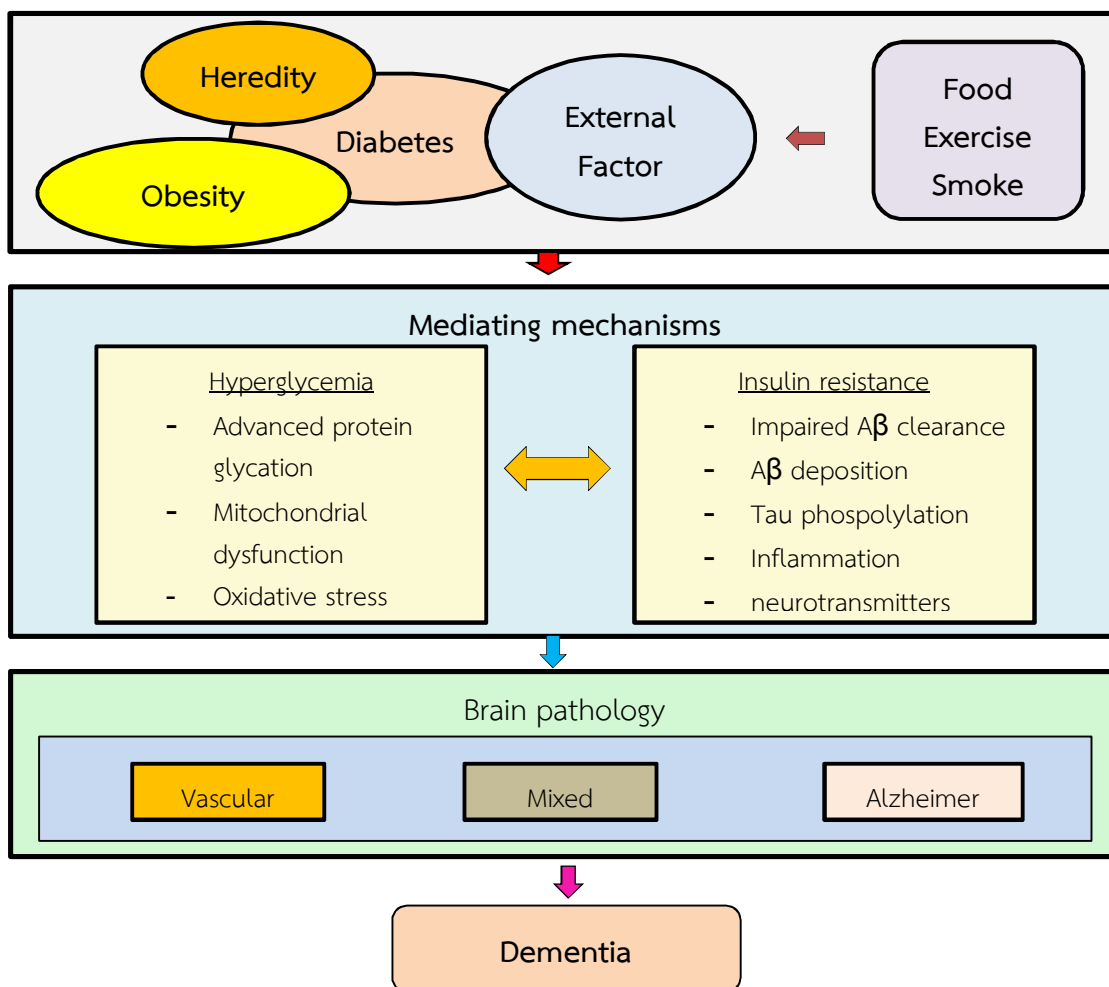 Heredity
Diabetes
Obesity
External
Factor
Food
Exercise
Smoke
Mediating mechanisms
Hyperglycemia
- Advanced protein
glycation
- Mitochondrial
dysfunction
- Oxidative stress
Insulin resistance
- Impaired Aβ clearance
- Aβ deposition
- Tau phospolylation
- Inflammation
- neurotransmitters
Brain pathology
Vascular
Mixed
Alzheimer
Dementia